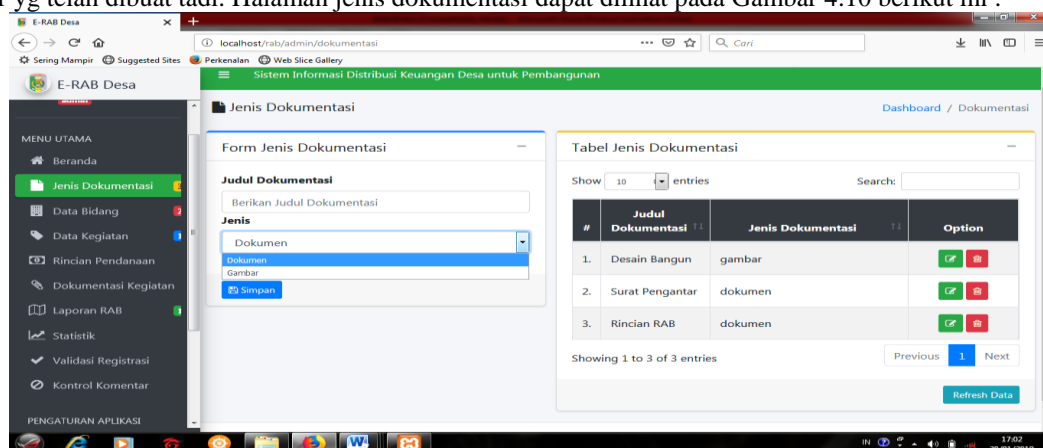 yg telah dibuat tadi. Halaman jenis dokumentasi dapat dilihat pada Gambar 4.10 berikut ini :
E-RAB Desa
localhost/rab/admin/dokumentasi
Cari
Sering Mampir Suggested Sites Perkenalan Web Slice Gallery
E-RAB Desa
Sistem Informasi Distribusi Keuangan Desa untuk Pembangunan
admin
MENU UTAMA
Beranda
Jenis Dokumentasi
Data Bidang
Data Kegiatan
Rincian Pendanaan
Dokumentasi Kegiatan
Laporan RAB
Statistik
Validasi Registrasi
Kontrol Komentar
PENGATURAN APLIKASI
Jenis Dokumentasi
Dashboard / Dokumentasi
Form Jenis Dokumentasi
Judul Dokumentasi
Berikan Judul Dokumentasi
Jenis
Dokumen
Dokumen
Gambar
Simpan
Tabel Jenis Dokumentasi
Show 10 entries
Search:
# Judul Dokumentasi Jenis Dokumentasi Option
1. Desain Bangun gambar
2. Surat Pengantar dokumen
3. Rincian RAB dokumen
Showing 1 to 3 of 3 entries
Previous 1 Next
Refresh Data
IN
17:02